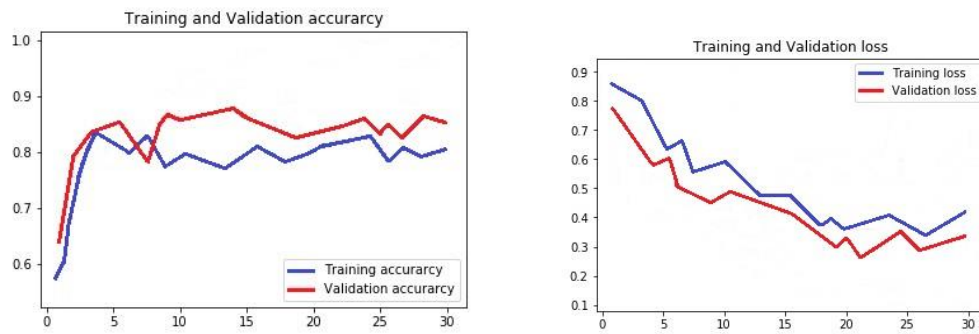 Training and Validation accurarcy
1.0
0.9
0.8
0.7
0.6
0 5 10 15 20 25 30
Training accurarcy
Validation accurarcy
Training and Validation loss
0.9
0.8
0.7
0.6
0.5
0.4
0.3
0.2
0.1
0 5 10 15 20 25 30
Training loss
Validation loss